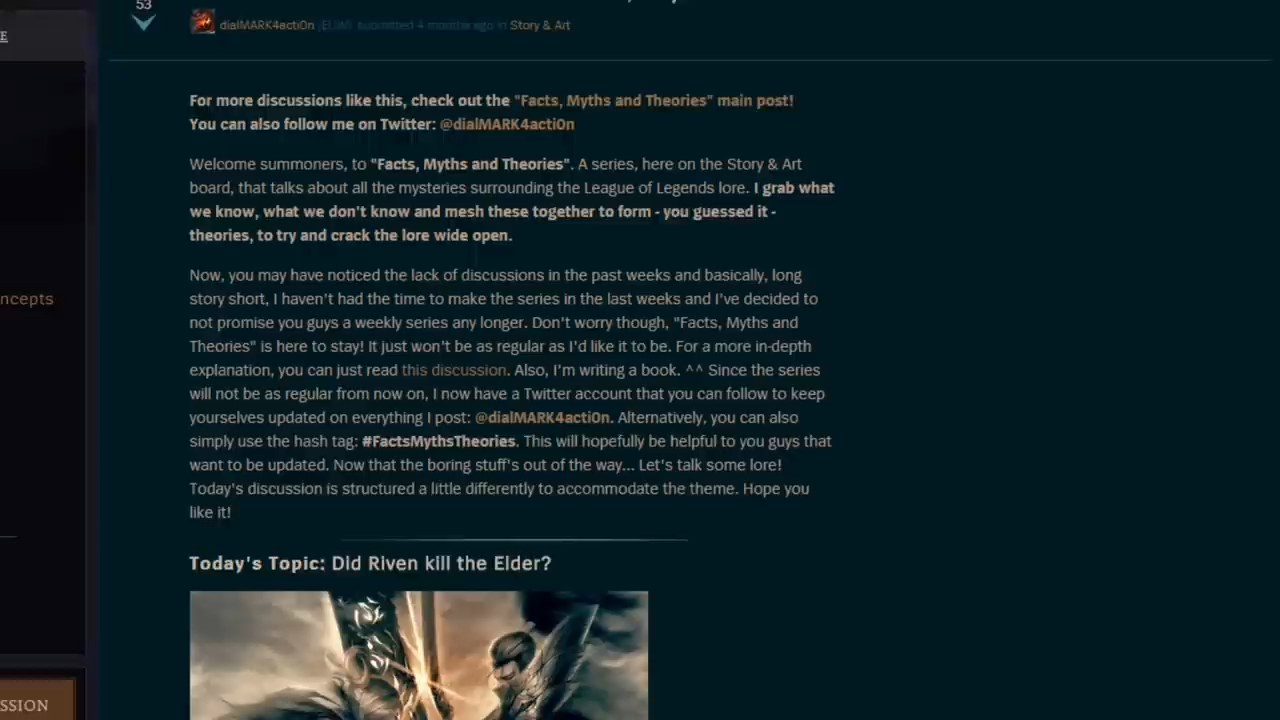 53
E
dialMARK4acti0n (EUW) submitted 4 months ago in Story & Art
For more discussions like this, check out the "Facts, Myths and Theories" main post!
You can also follow me on Twitter: @dialMARK4acti0n
Welcome summoners, to "Facts, Myths and Theories". A series, here on the Story & Art
board, that talks about all the mysteries surrounding the League of Legends lore. I grab what
we know, what we don't know and mesh these together to form - you guessed it -
theories, to try and crack the lore wide open.
Now, you may have noticed the lack of discussions in the past weeks and basically, long
story short, I haven't had the time to make the series in the last weeks and I've decided to
ncepts
not promise you guys a weekly series any longer. Don't worry though, "Facts, Myths and
Theories" is here to stay! It just won't be as regular as I'd like it to be. For a more in-depth
explanation, you can just read this discussion. Also, I'm writing a book. ^^ Since the series
will not be as regular from now on, I now have a Twitter account that you can follow to keep
yourselves updated on everything I post: @dialMARK4acti0n. Alternatively, you can also
simply use the hash tag: #FactsMythsTheories. This will hopefully be helpful to you guys that
want to be updated. Now that the boring stuff's out of the way... Let's talk some lore!
Today's discussion is structured a little differently to accommodate the theme. Hope you
like it!
Today's Topic: Did Riven kill the Elder?
SSION